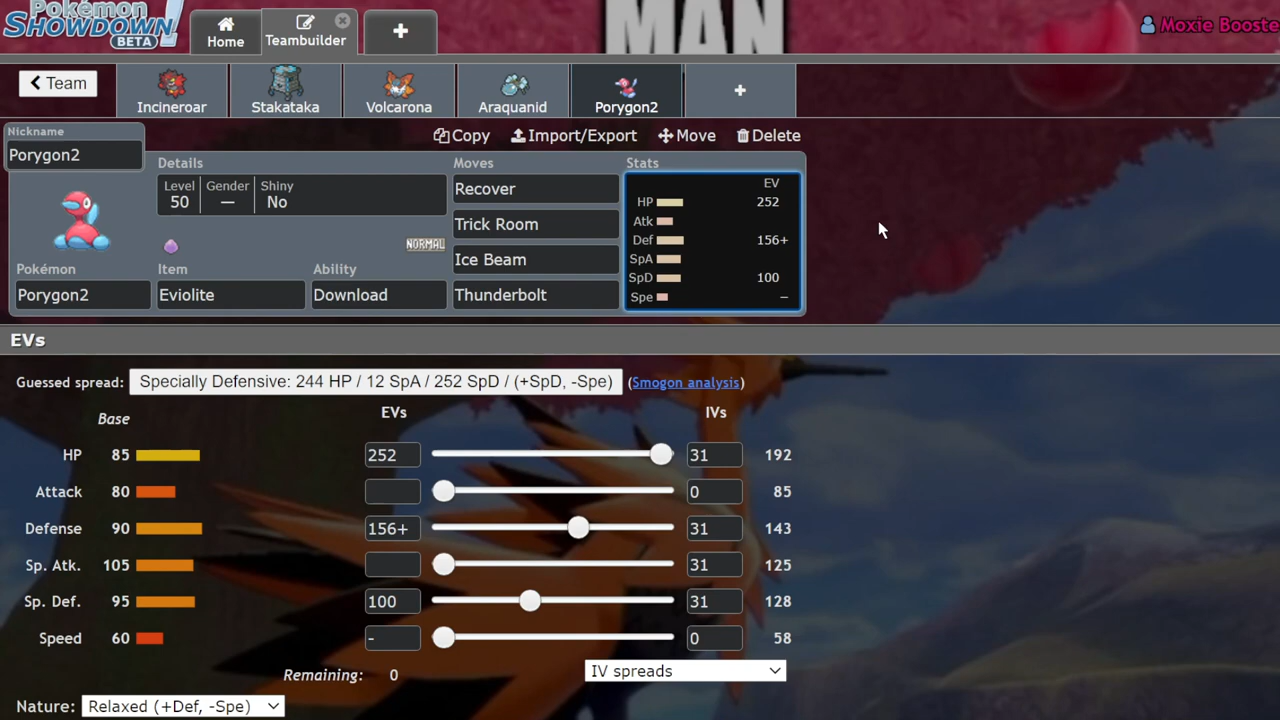 Pokémon
SHOWDOWN!
BETA
Home
Teambuilder
MAN
Moxie Booste
Team
Incineroar
Stakataka
Volcarona
Araquanid
Porygon2
Copy
Import/Export
Move
Delete
Nickname
Porygon2
Details
Level
50
Gender
—
Shiny
No
NORMAL
Pokémon
Porygon2
Item
Eviolite
Ability
Download
Moves
Recover
Trick Room
Ice Beam
Thunderbolt
Stats
EV
HP 252
Atk
Def 156+
SpA
SpD 100
Spe –
EVs
Guessed spread: Specially Defensive: 244 HP / 12 SpA / 252 SpD / (+SpD, -Spe) (Smogon analysis)
Base EVs IVs
HP 85 252 31 192
Attack 80 0 85
Defense 90 156+ 31 143
Sp. Atk. 105 31 125
Sp. Def. 95 100 31 128
Speed 60 - 0 58
Remaining: 0
IV spreads
Nature: Relaxed (+Def, -Spe)